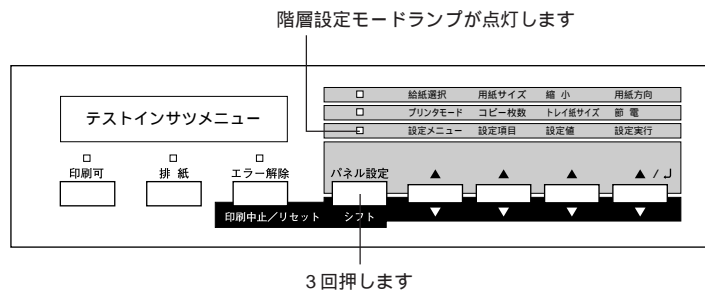 階層設定モードランプが点灯します
給紙選択 用紙サイズ 縮 小 用紙方向
テストインサツメニュー
プリンタモード コピー枚数 トレイ紙サイズ 節 電
設定メニュー 設定項目 設定値 設定実行
印刷可 排 紙 エラー解除 パネル設定 ▲ ▲ ▲ ▲ / ┘
印刷中止／リセット シフト ▼ ▼ ▼ ▼
3回押します